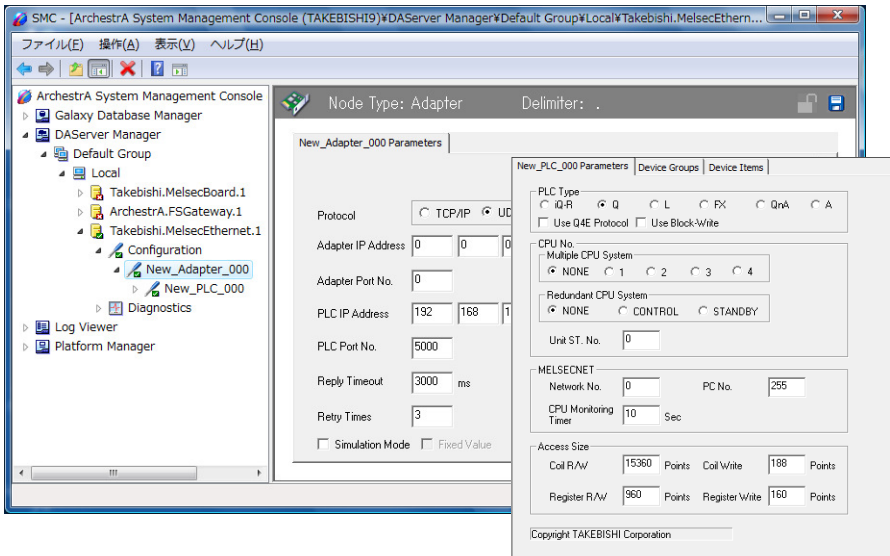 SMC - [ArchestrA System Management Console (TAKEBISHI9)¥DAServer Manager¥Default Group¥Local¥Takebishi.MelsecEthern...
ファイル(F) 操作(A) 表示(V) ヘルプ(H)
ArchestrA System Management Console
Galaxy Database Manager
DAServer Manager
Default Group
Local
Takebishi.MelsecBoard.1
ArchestrA.FSGateway.1
Takebishi.MelsecEthernet.1
Configuration
New_Adapter_000
New_PLC_000
Diagnostics
Log Viewer
Platform Manager
Node Type: Adapter Delimiter: .
New_Adapter_000 Parameters
Protocol TCP/IP UD
Adapter IP Address 0 0 0
Adapter Port No. 0
PLC IP Address 192 168 1
PLC Port No. 5000
Reply Timeout 3000 ms
Retry Times 3
Simulation Mode Fixed Value
New_PLC_000 Parameters Device Groups Device Items
PLC Type
iQ-R Q L FX QnA A
Use Q4E Protocol Use Block-Write
CPU No.
Multiple CPU System
NONE 1 2 3 4
Redundant CPU System
NONE CONTROL STANDBY
Unit ST. No. 0
MELSECNET
Network No. 0 PC No. 255
CPU Monitoring
Timer 10 Sec
Access Size
Coil R/W 15360 Points Coil Write 188 Points
Register R/W 960 Points Register Write 160 Points
Copyright TAKEBISHI Corporation